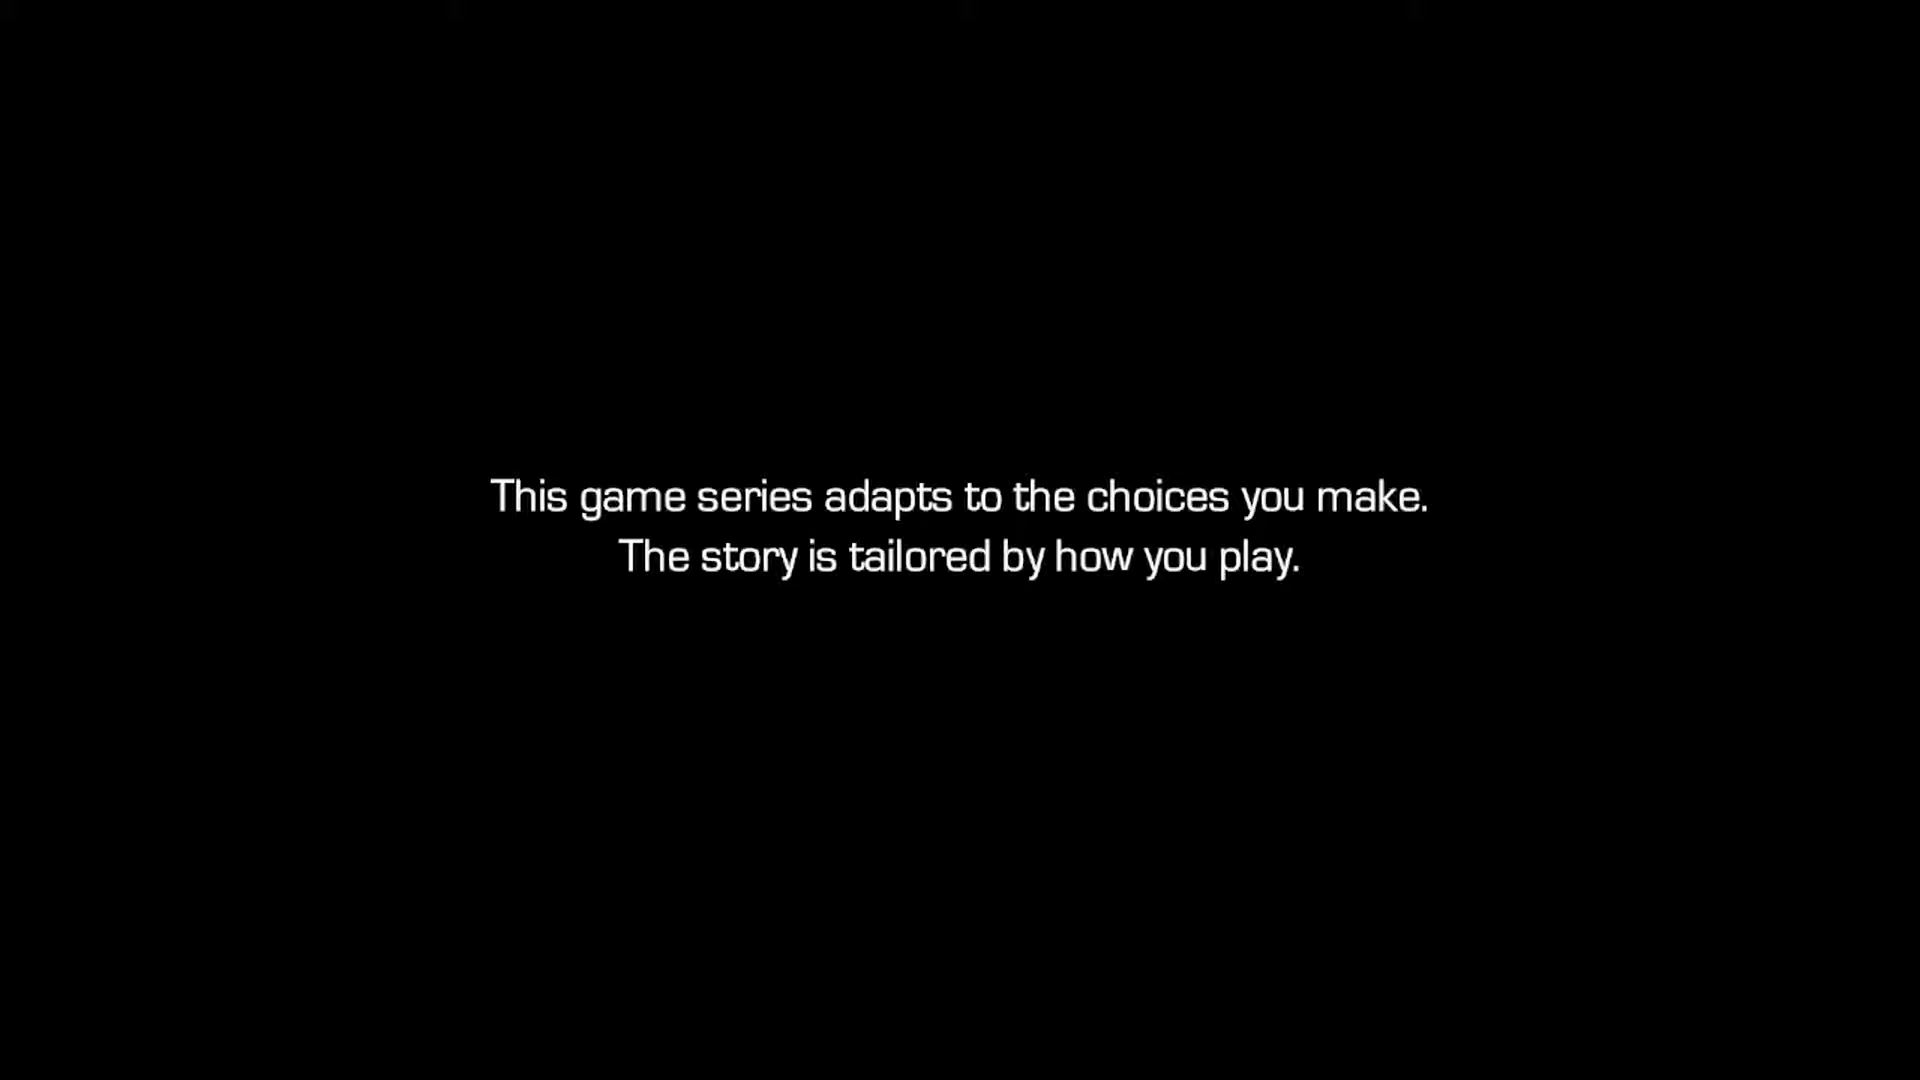 This game series adapts to the choices you make.
The story is tailored by how you play.